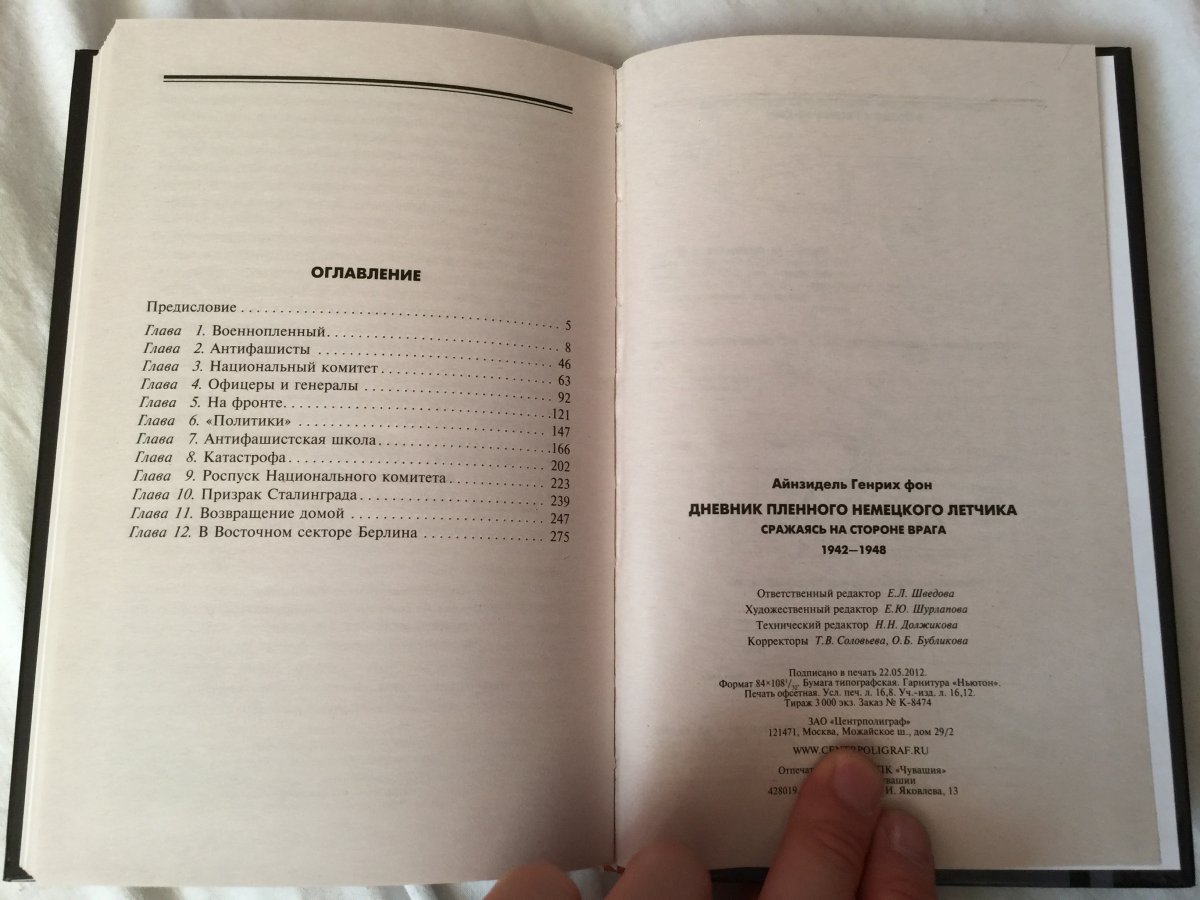 ОГЛАВЛЕНИЕ
Предисловие . . . . . . . . . . 5
Глава 1. Военнопленный . . . . . . . . . . 8
Глава 2. Антифашисты . . . . . . . . . . 46
Глава 3. Национальный комитет . . . . . . . . . . 63
Глава 4. Офицеры и генералы . . . . . . . . . . 92
Глава 5. На фронте . . . . . . . . . . 121
Глава 6. «Политики» . . . . . . . . . . 147
Глава 7. Антифашистская школа . . . . . . . . . . 166
Глава 8. Катастрофа . . . . . . . . . . 202
Глава 9. Роспуск Национального комитета . . . . . . . . . . 223
Глава 10. Призрак Сталинграда . . . . . . . . . . 239
Глава 11. Возвращение домой . . . . . . . . . . 247
Глава 12. В Восточном секторе Берлина . . . . . . . . . . 275
Айнзидель Генрих фон
ДНЕВНИК ПЛЕННОГО НЕМЕЦКОГО ЛЕТЧИКА
СРАЖАЯСЬ НА СТОРОНЕ ВРАГА
1942—1948
Ответственный редактор Е.Л. Шведова
Художественный редактор Е.Ю. Шурлапова
Технический редактор Н.Н. Должикова
Корректоры Т.В. Соловьева, О.Б. Бубликова
Подписано в печать 22.05.2012.
Формат 84×108 1/32. Бумага типографская. Гарнитура «Ньютон».
Печать офсетная. Усл. печ. л. 16,8. Уч.-изд. л. 16,12.
Тираж 3 000 экз. Заказ № К-8474
ЗАО «Центрполиграф»
121471, Москва, Можайское ш., дом 29/2
WWW.CENTRPOLIGRAF.RU
«Чувашия»
428019 И. Яковлева, 13